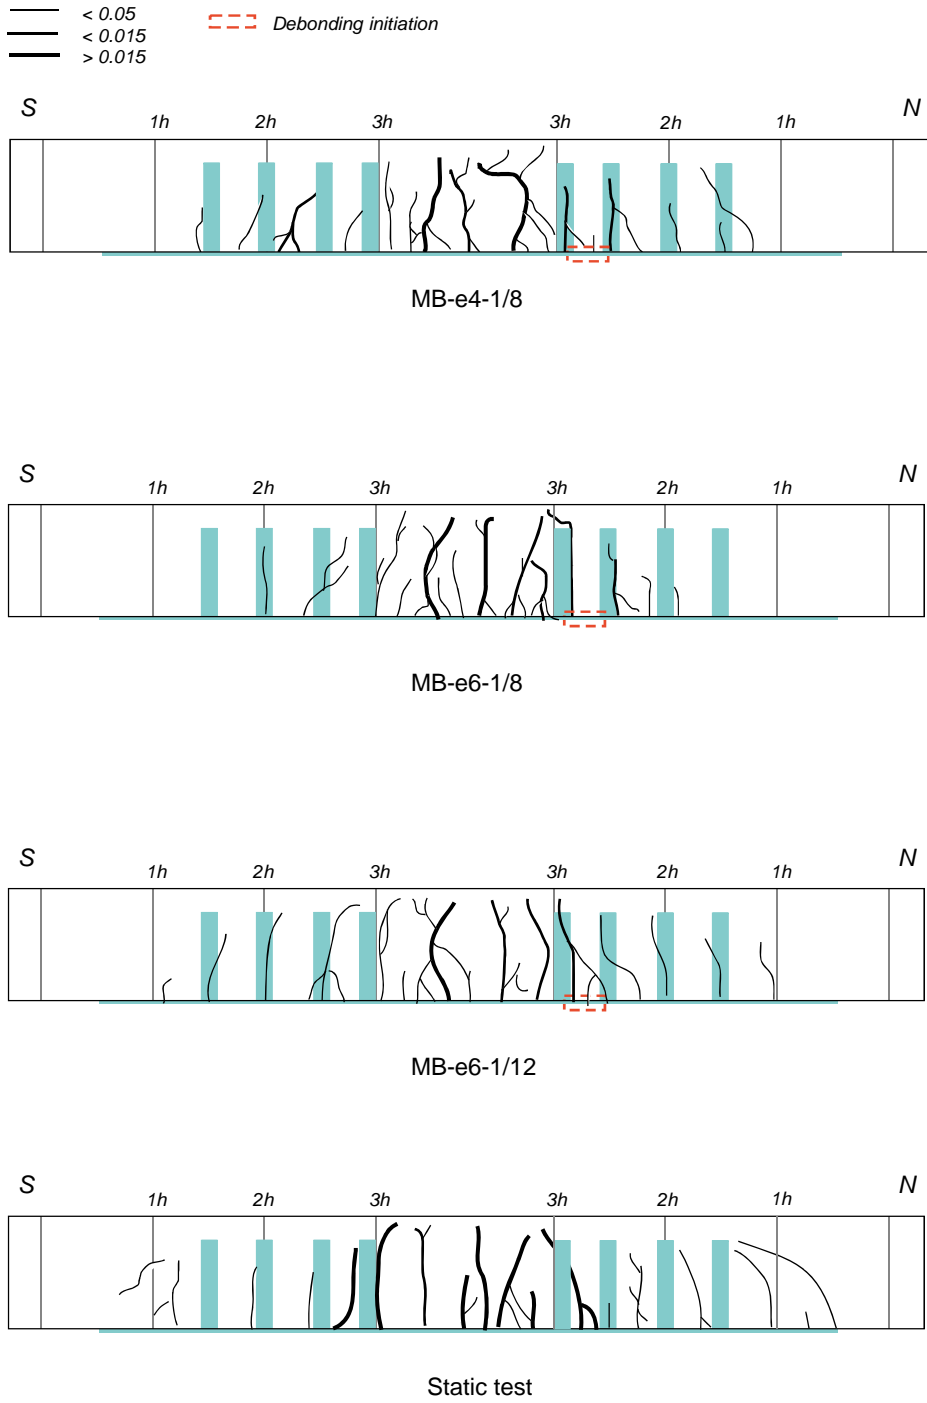 < 0.05
< 0.015
> 0.015
Debonding initiation
S 1h 2h 3h 3h 2h 1h N
MB-e4-1/8
S 1h 2h 3h 3h 2h 1h N
MB-e6-1/8
S 1h 2h 3h 3h 2h 1h N
MB-e6-1/12
S 1h 2h 3h 3h 2h 1h N
Static test